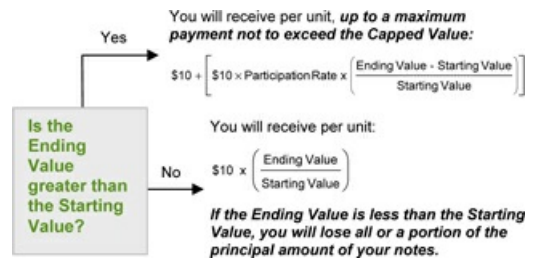 You will receive per unit, up to a maximum
payment not to exceed the Capped Value:
Yes
$10 + [$10 × Participation Rate x (Ending Value - Starting Value / Starting Value)]
Is the
Ending
Value
greater than
the Starting
Value?
No
You will receive per unit:
$10 x (Ending Value / Starting Value)
If the Ending Value is less than the Starting
Value, you will lose all or a portion of the
principal amount of your notes.